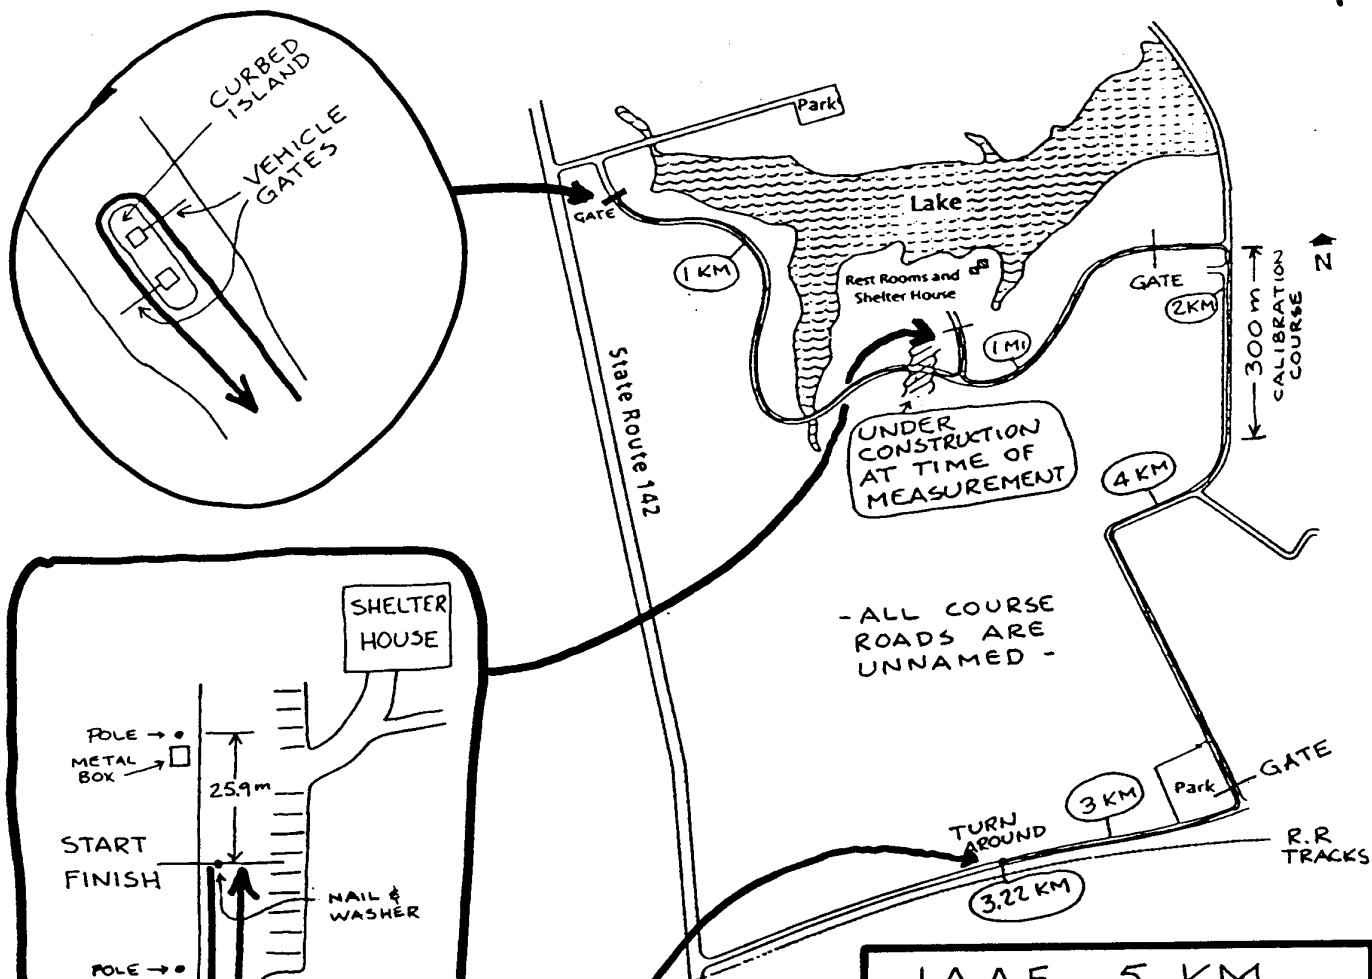 CURBED
ISLAND
VEHICLE
GATES
Park
GATE
Lake
1 KM
Rest Rooms and
Shelter House
GATE
2KM
N
300 m
CALIBRATION
COURSE
1 MI
State Route 142
UNDER
CONSTRUCTION
AT TIME OF
MEASUREMENT
4 KM
- ALL COURSE
ROADS ARE
UNNAMED -
SHELTER
HOUSE
POLE
METAL
BOX
25.9m
START
FINISH
NAIL &
WASHER
POLE
Park
GATE
3 KM
TURN
AROUND
R.R
TRACKS
3.22 KM
IAAF 5 KM